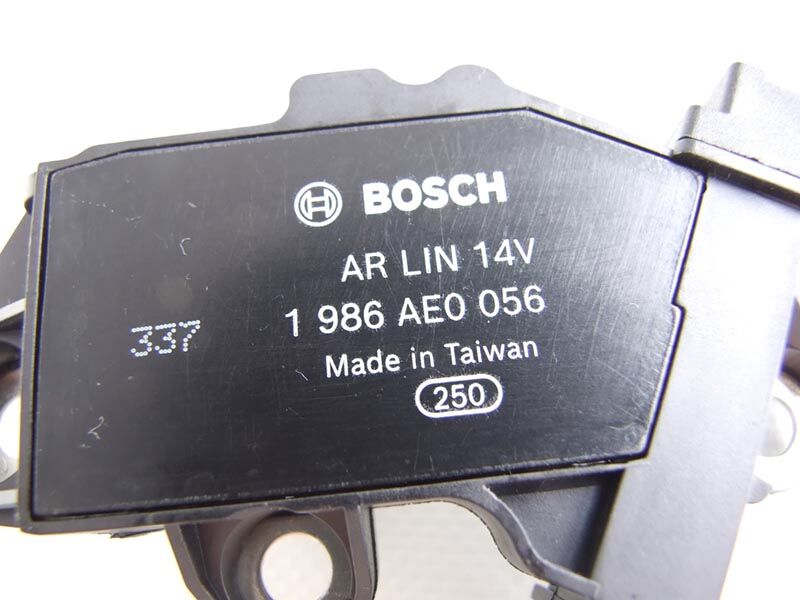 BOSCH
AR LIN 14V
1 986 AE0 056
337
Made in Taiwan
250